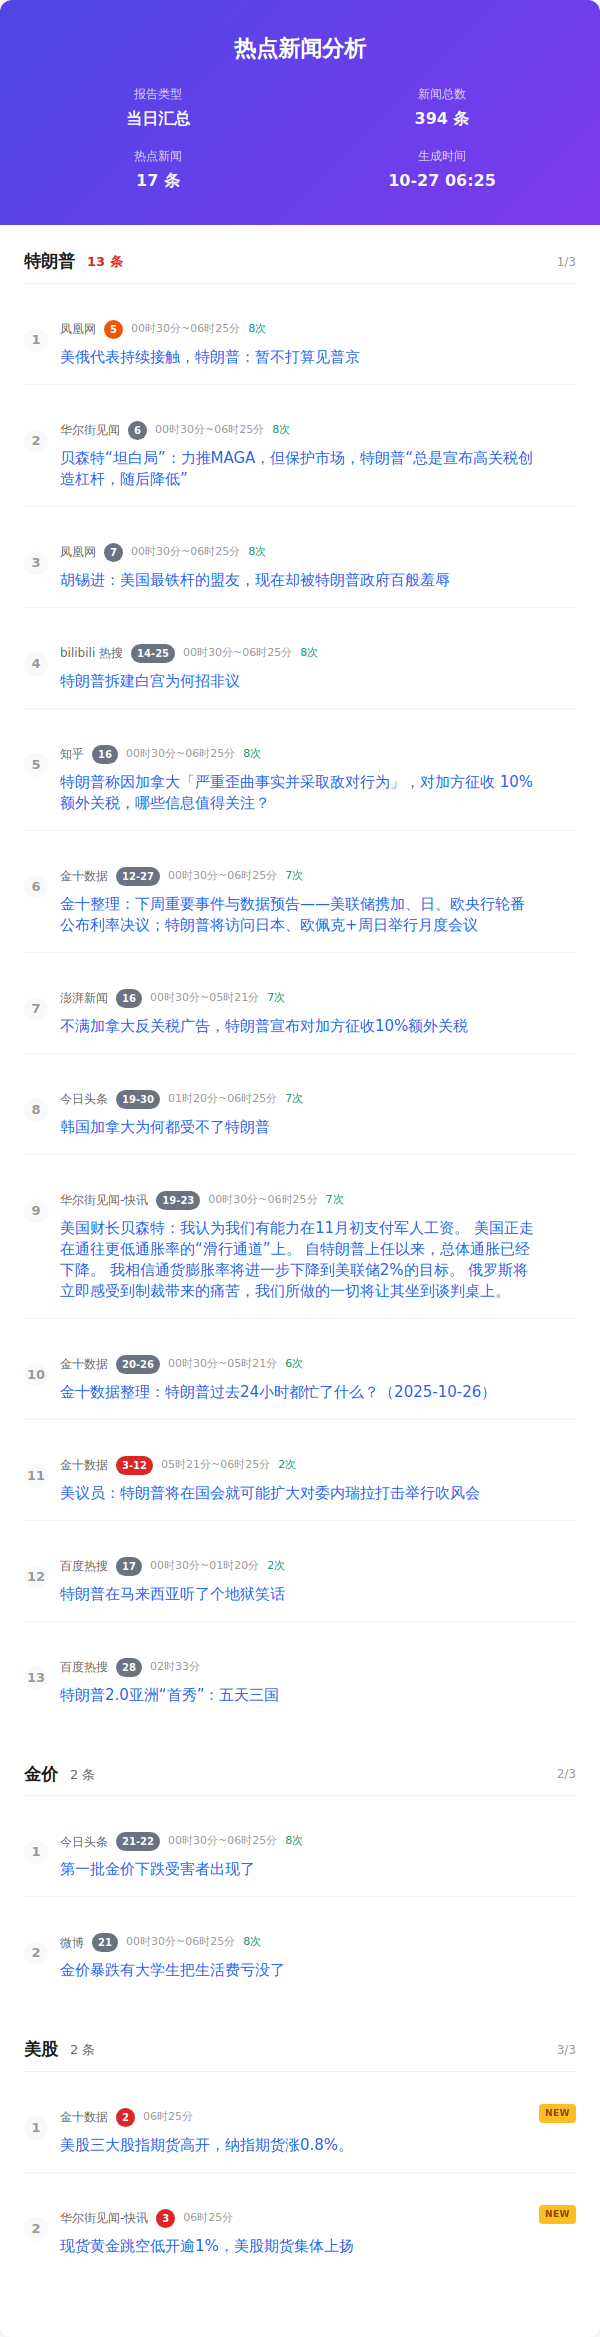 热点新闻分析
报告类型
新闻总数
当日汇总
394 条
热点新闻
生成时间
17 条
10-27 06:25
特朗普 13 条 1/3
1 凤凰网 5 00时30分~06时25分 8次
美俄代表持续接触，特朗普：暂不打算见普京
2 华尔街见闻 6 00时30分~06时25分 8次
贝森特“坦白局”：力推MAGA，但保护市场，特朗普“总是宣布高关税创
造杠杆，随后降低”
3 凤凰网 7 00时30分~06时25分 8次
胡锡进：美国最铁杆的盟友，现在却被特朗普政府百般羞辱
4 bilibili 热搜 14-25 00时30分~06时25分 8次
特朗普拆建白宫为何招非议
5 知乎 16 00时30分~06时25分 8次
特朗普称因加拿大「严重歪曲事实并采取敌对行为」，对加方征收 10%
额外关税，哪些信息值得关注？
6 金十数据 12-27 00时30分~06时25分 7次
金十整理：下周重要事件与数据预告——美联储携加、日、欧央行轮番
公布利率决议；特朗普将访问日本、欧佩克+周日举行月度会议
7 澎湃新闻 16 00时30分~05时21分 7次
不满加拿大反关税广告，特朗普宣布对加方征收10%额外关税
8 今日头条 19-30 01时20分~06时25分 7次
韩国加拿大为何都受不了特朗普
9 华尔街见闻-快讯 19-23 00时30分~06时25分 7次
美国财长贝森特：我认为我们有能力在11月初支付军人工资。 美国正走
在通往更低通胀率的“滑行通道”上。 自特朗普上任以来，总体通胀已经
下降。 我相信通货膨胀率将进一步下降到美联储2%的目标。 俄罗斯将
立即感受到制裁带来的痛苦，我们所做的一切将让其坐到谈判桌上。
10 金十数据 20-26 00时30分~05时21分 6次
金十数据整理：特朗普过去24小时都忙了什么？（2025-10-26）
11 金十数据 3-12 05时21分~06时25分 2次
美议员：特朗普将在国会就可能扩大对委内瑞拉打击举行吹风会
12 百度热搜 17 00时30分~01时20分 2次
特朗普在马来西亚听了个地狱笑话
13 百度热搜 28 02时33分
特朗普2.0亚洲“首秀”：五天三国
金价 2 条 2/3
1 今日头条 21-22 00时30分~06时25分 8次
第一批金价下跌受害者出现了
2 微博 21 00时30分~06时25分 8次
金价暴跌有大学生把生活费亏没了
美股 2 条 3/3
1 金十数据 2 06时25分 NEW
美股三大股指期货高开，纳指期货涨0.8%。
2 华尔街见闻-快讯 3 06时25分 NEW
现货黄金跳空低开逾1%，美股期货集体上扬